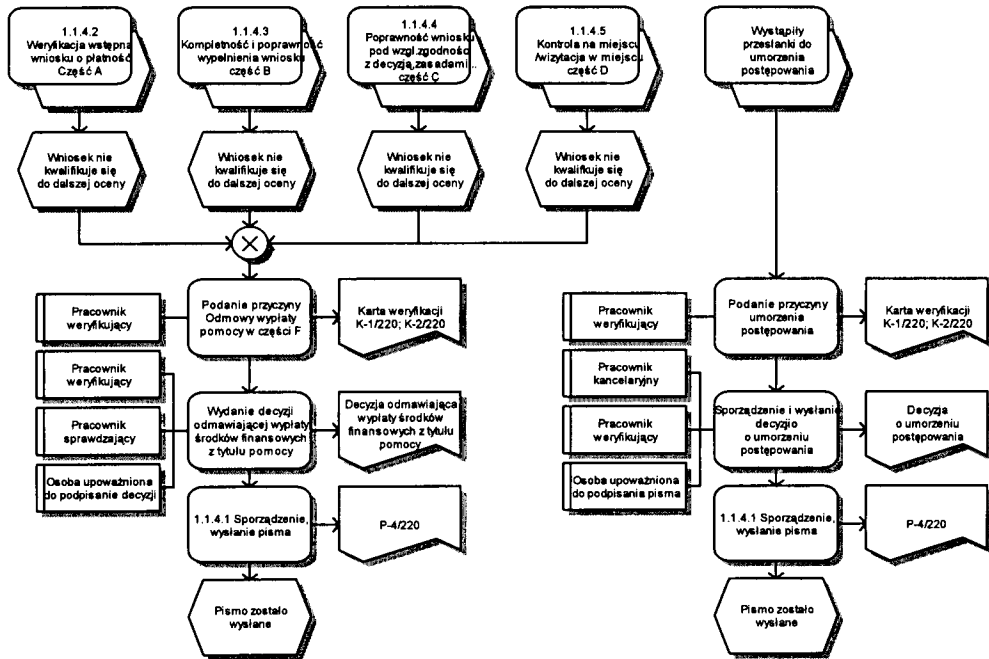 1.1.4.2
Weryfikacja wstępna
wniosku o płatność
Część A
1.1.4.3
Kompletność i poprawność
wypełnienia wniosku
część B
1.1.4.4
Poprawność wniosku
pod wzgl.zgodności
z decyzją,zasadami...
część C
1.1.4.5
Kontrola na miejscu
/wizytacja w miejscu
część D
Wystąpiły
przesłanki do
umorzenia
postępowania
Wniosek nie
kwalifikuje się
do dalszej oceny
Wniosek nie
kwalifikuje się
do dalszej oceny
Wniosek nie
kwalifikuje się
do dalszej oceny
Wniosek nie
kwalifikuje się
do dalszej oceny
Pracownik
weryfikujący
Podanie przyczyny
Odmowy wypłaty
pomocy w części F
Karta weryfikacji
K-1/220; K-2/220
Pracownik
weryfikujący
Pracownik
sprawdzający
Osoba upoważniona
do podpisania decyzji
Wydanie decyzji
odmawiającej wypłaty
środków finansowych
z tytułu pomocy
Decyzja odmawiająca
wypłaty środków
finansowych z tytułu
pomocy
1.1.4.1 Sporządzenie,
wysłanie pisma
P-4/220
Pismo zostało
wysłane
Pracownik
weryfikujący
Podanie przyczyny
umorzenia
postępowania
Karta weryfikacji
K-1/220; K-2/220
Pracownik
kancelaryjny
Pracownik
weryfikujący
Osoba upoważniona
do podpisania pisma
Sporządzenie i wysłanie
decyzjio
o umorzeniu
postępowania
Decyzja
o umorzeniu
postępowania
1.1.4.1 Sporządzenie,
wysłanie pisma
P-4/220
Pismo zostało
wysłane